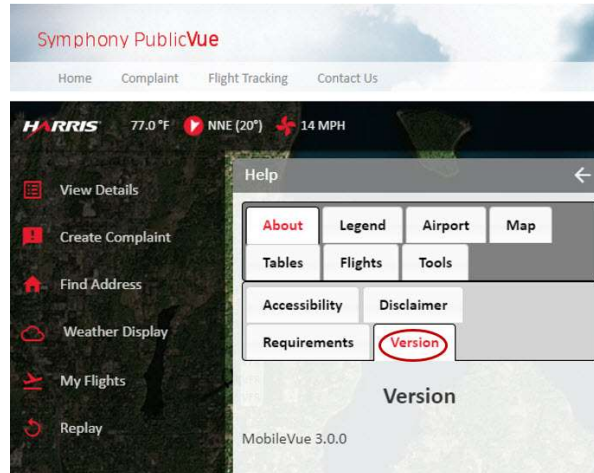 Symphony PublicVue
Home Complaint Flight Tracking Contact Us
HARRIS 77.0 °F NNE (20°) 14 MPH
Help
View Details
Create Complaint
Find Address
Weather Display
My Flights
Replay
About Legend Airport Map
Tables Flights Tools
Accessibility Disclaimer
Requirements Version
Version
MobileVue 3.0.0